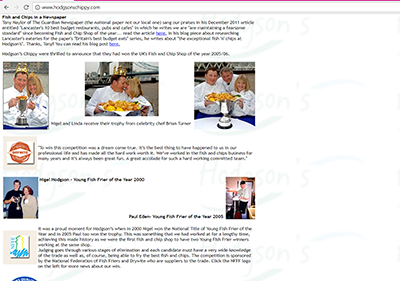 www.hodgsonschippy.com
Fish and Chips in a Newspaper
Tony Naylor of The Guardian Newspaper (the national paper not our local one) sang our praises in his December 2011 article
entitled "Lancaster's 10 best budget restaurants, pubs and cafes" in which he writes we are "are maintaining a fearsome
standard" since becoming Fish and Chip Shop of the year ... read the article here. In his blog piece about researching
Lancaster's eateries for the paper's "Britain's best budget eats" series, he writes about "the exceptional fish 'n' chips at
Hodgson's". Thanks, Tony! You can read his blog post here.
Hodgson's Chippy were thrilled to announce that they had won the UK's Fish and Chip Shop of the year 2005/06.
Nigel and Linda receive their trophy from celebrity chef Brian Turner
"To win this competition was a dream come true. It's the best thing to have happened to us in our
professional life and has made all the hard work worth it. We've worked in the fish and chips business for
many years and it's always been great fun. A great accolade for such a hard working committed team."
Nigel Hodgson - Young Fish Frier of the Year 2000
Paul Eden- Young Fish Frier of the Year 2005
It was a proud moment for Hodgson's when in 2000 Nigel won the National Title of Young Fish Frier of the
Year and in 2005 Paul too won the trophy. This was something that we had worked at for a lengthy time,
achieving this made history as we were the first fish and chip shop to have two Young Fish Frier winners
working at the same shop.
Judging goes through various stages of elimination and each candidate must have a very wide knowledge
of the trade as well as, of course, being able to fry the best fish and chips. The competition is sponsored
by the National Federation of Fish Friers and Drywite who are suppliers to the trade. Click the NFFF logo
on the left for more news about our win.